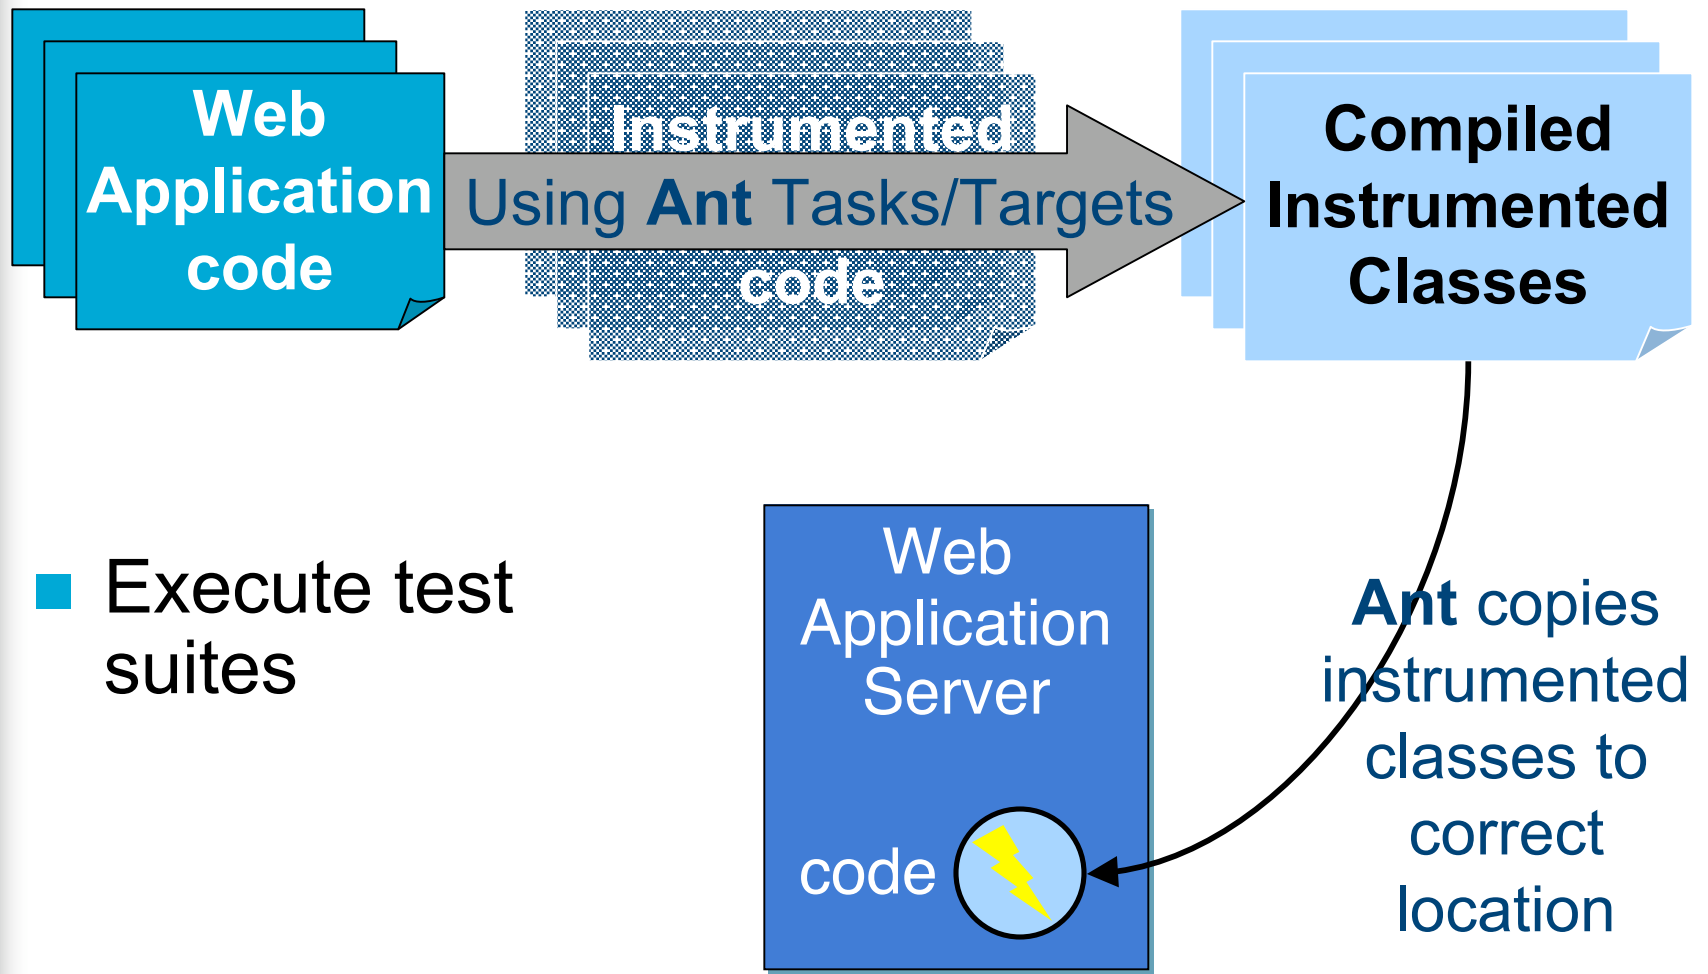 Web
Application
code
Instrumented
code
Using Ant Tasks/Targets
Compiled
Instrumented
Classes
Execute test
suites
Web
Application
Server
code
Ant copies
instrumented
classes to
correct
location